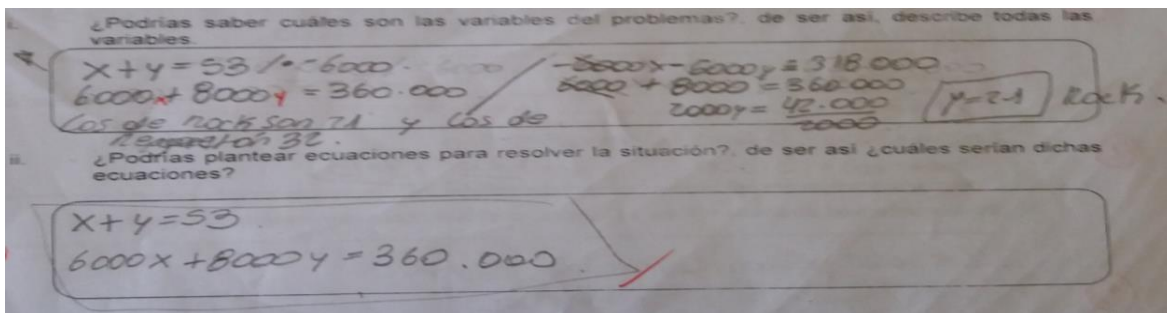 i. ¿Podrías saber cuáles son las variables del problemas?, de ser así, describe todas las
variables.
x + y = 53 / • -6000
6000x + 8000y = 360.000
Los de rock son 21 y Los de
Reguetón 32.
-6000x - 6000y = 318.000
6000 + 8000 = 360.000
2000y = 42.000
2000
y = 21 Rock.
ii. ¿Podrías plantear ecuaciones para resolver la situación?, de ser así ¿cuáles serían dichas
ecuaciones?
x + y = 53
6000x + 8000y = 360.000